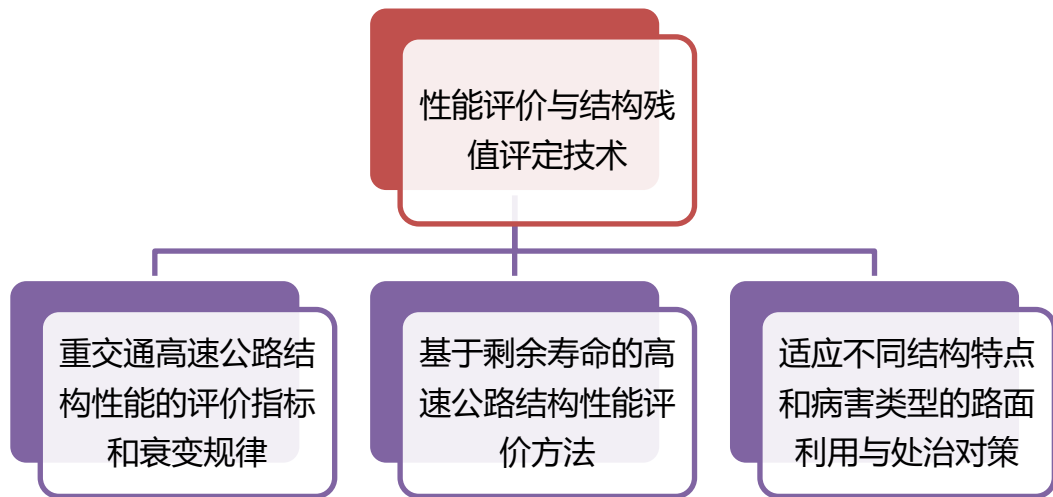 性能评价与结构残
值评定技术
重交通高速公路结
构性能的评价指标
和衰变规律
基于剩余寿命的高
速公路结构性能评
价方法
适应不同结构特点
和病害类型的路面
利用与处治对策